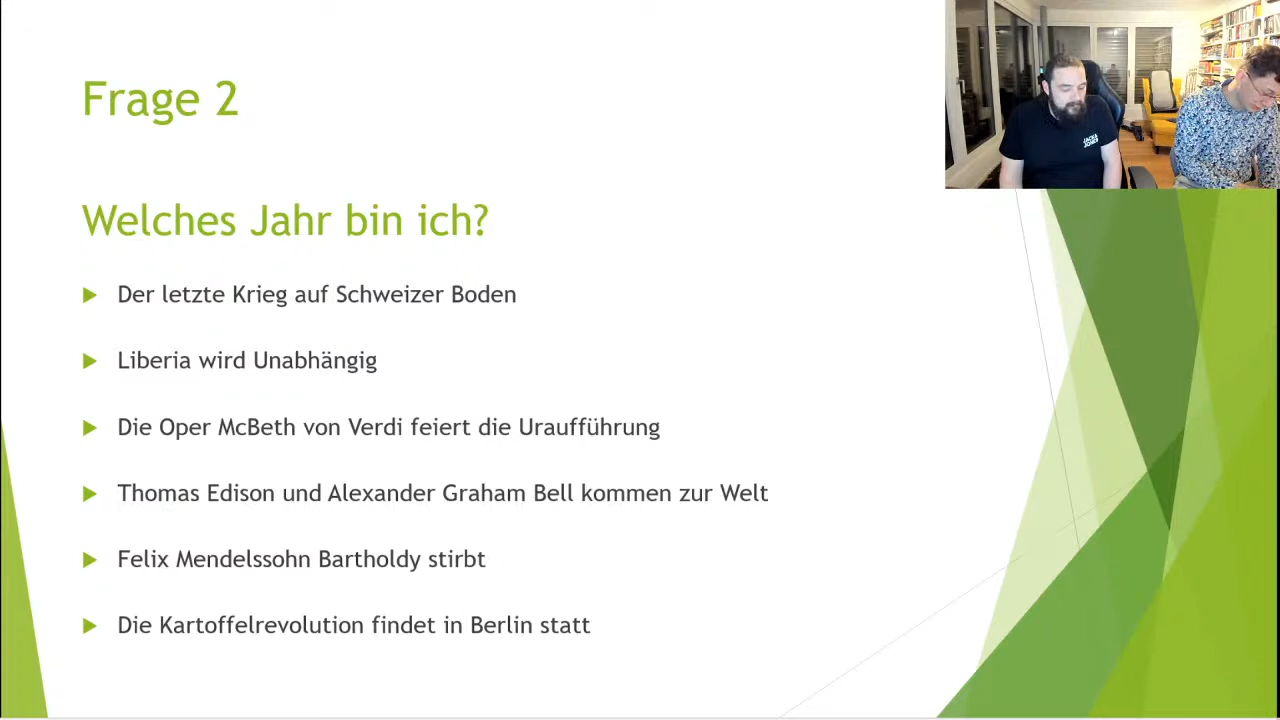 Frage 2
Welches Jahr bin ich?
Der letzte Krieg auf Schweizer Boden
Liberia wird Unabhängig
Die Oper McBeth von Verdi feiert die Uraufführung
Thomas Edison und Alexander Graham Bell kommen zur Welt
Felix Mendelssohn Bartholdy stirbt
Die Kartoffelrevolution findet in Berlin statt
JACK&
JONES